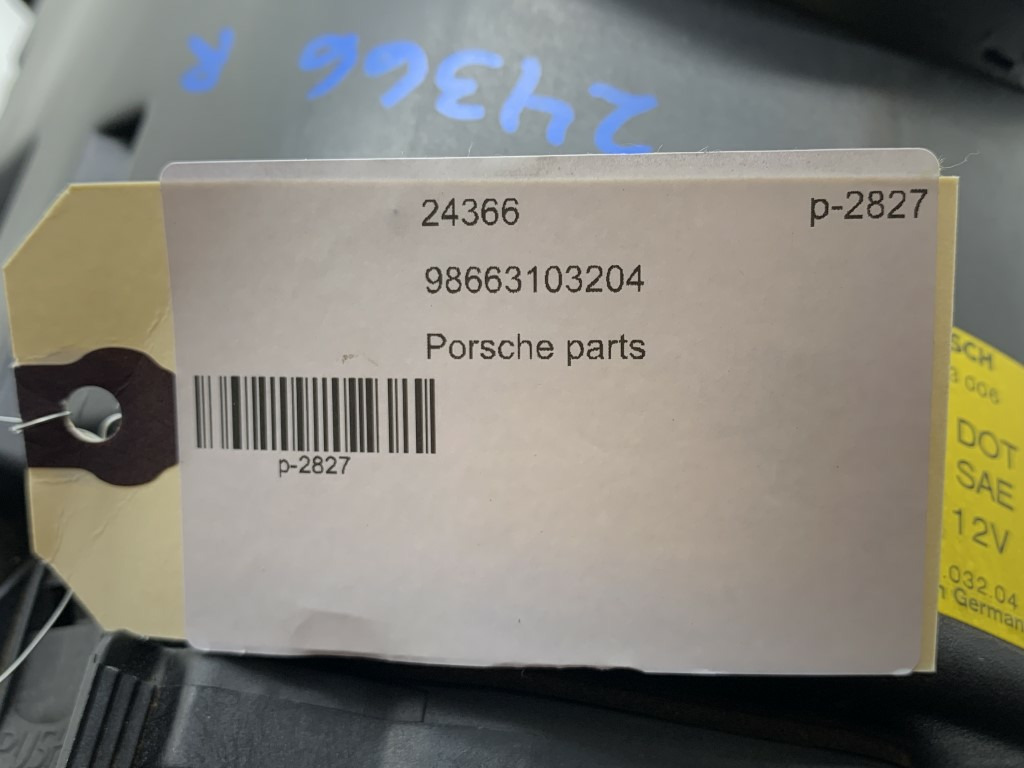 24366 R
24366
p-2827
98663103204
Porsche parts
p-2827
SCH
3 006
DOT
SAE
12V
.032.04
n German